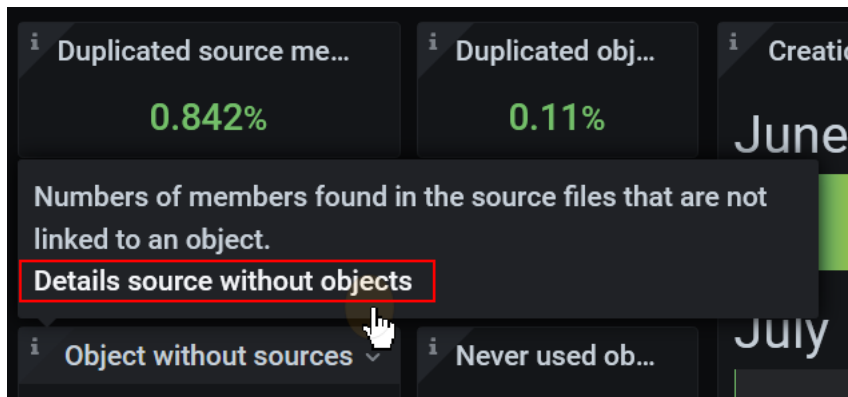 Duplicated source me...
Duplicated obj...
Creatio
0.842%
0.11%
June
Numbers of members found in the source files that are not
linked to an object.
Details source without objects
Object without sources
Never used ob...
July